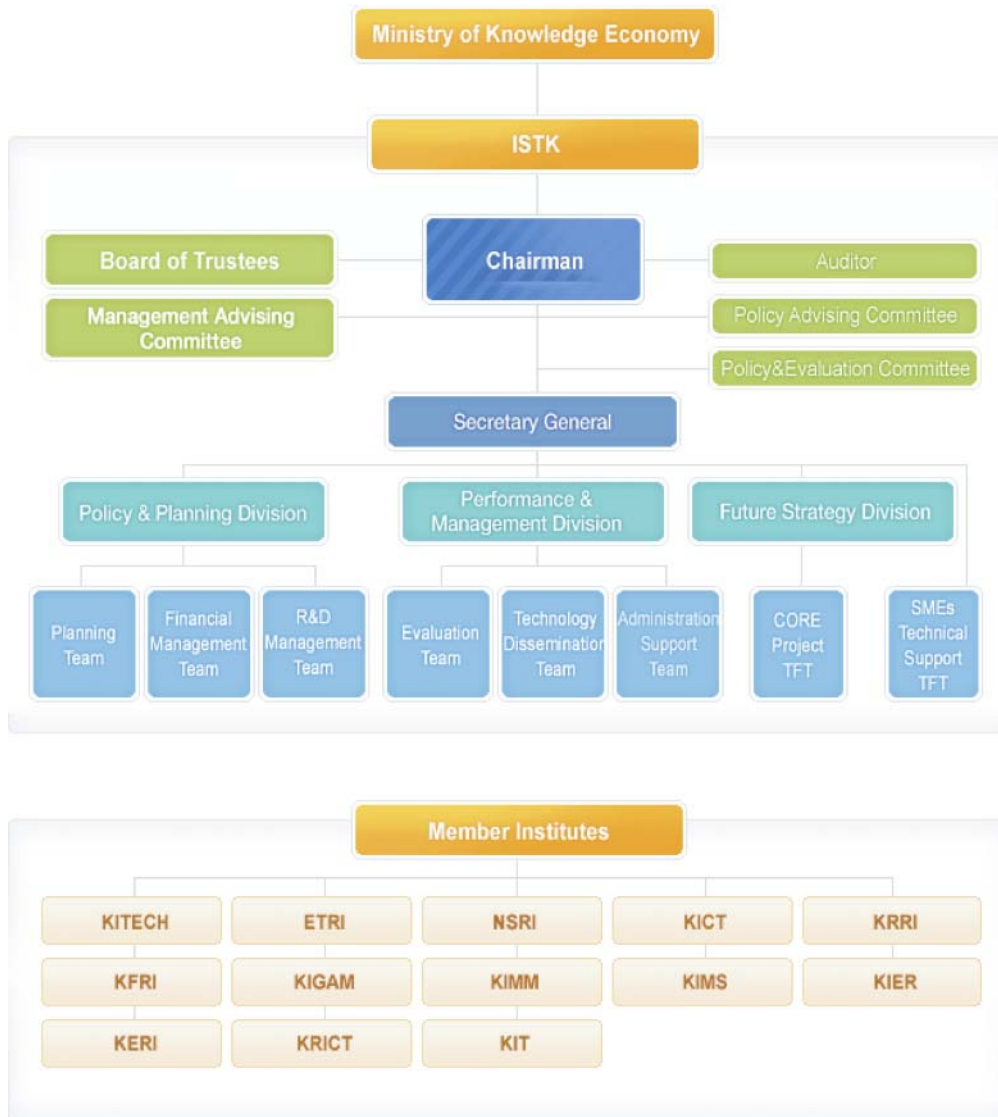 Ministry of Knowledge Economy
ISTK
Chairman
Board of Trustees
Auditor
Management Advising
Committee
Policy Advising Committee
Policy&Evaluation Committee
Secretary General
Policy & Planning Division
Performance &
Management Division
Future Strategy Division
Planning
Team
Financial
Management
Team
R&D
Management
Team
Evaluation
Team
Technology
Dissemination
Team
Administration
Support
Team
CORE
Project
TFT
SMEs
Technical
Support
TFT
Member Institutes
KITECH
ETRI
NSRI
KICT
KRRI
KFRI
KIGAM
KIMM
KIMS
KIER
KERI
KRICT
KIT